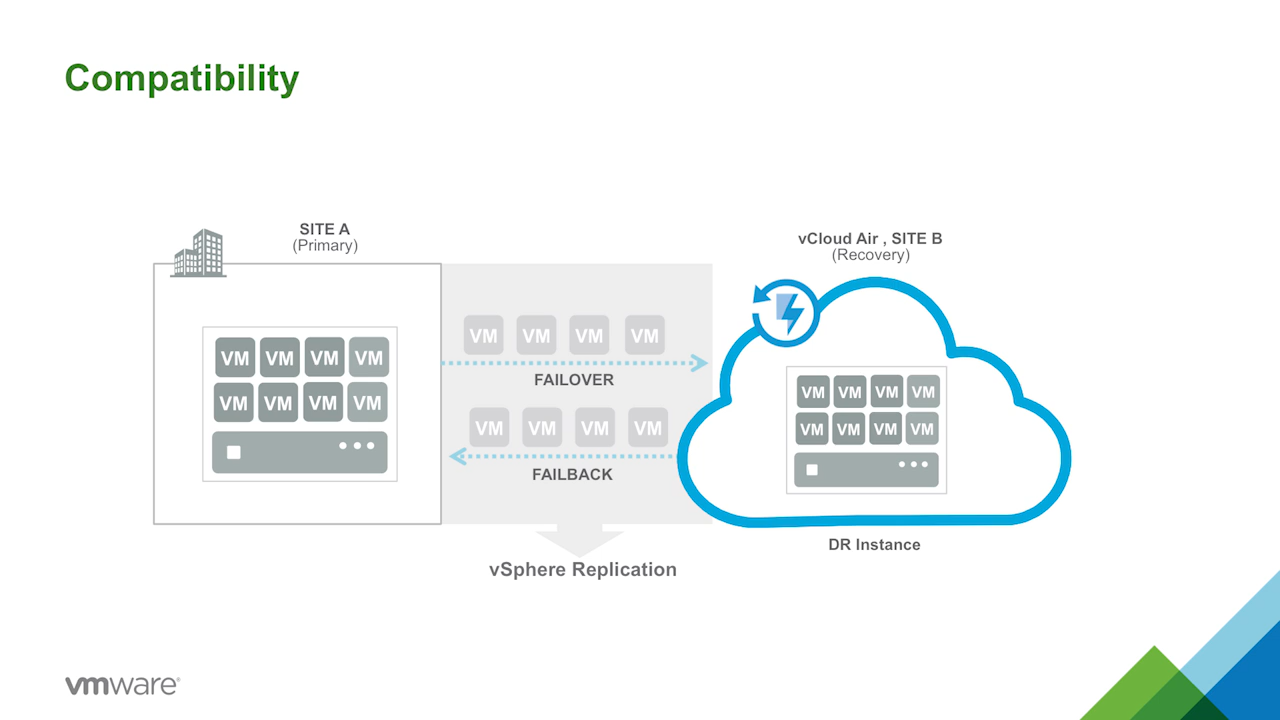 Compatibility
SITE A
(Primary)
vCloud Air , SITE B
(Recovery)
VM VM VM VM
VM VM VM VM
VM VM VM VM
FAILOVER
VM VM VM VM
FAILBACK
VM VM VM VM
VM VM VM VM
DR Instance
vSphere Replication
vmware®